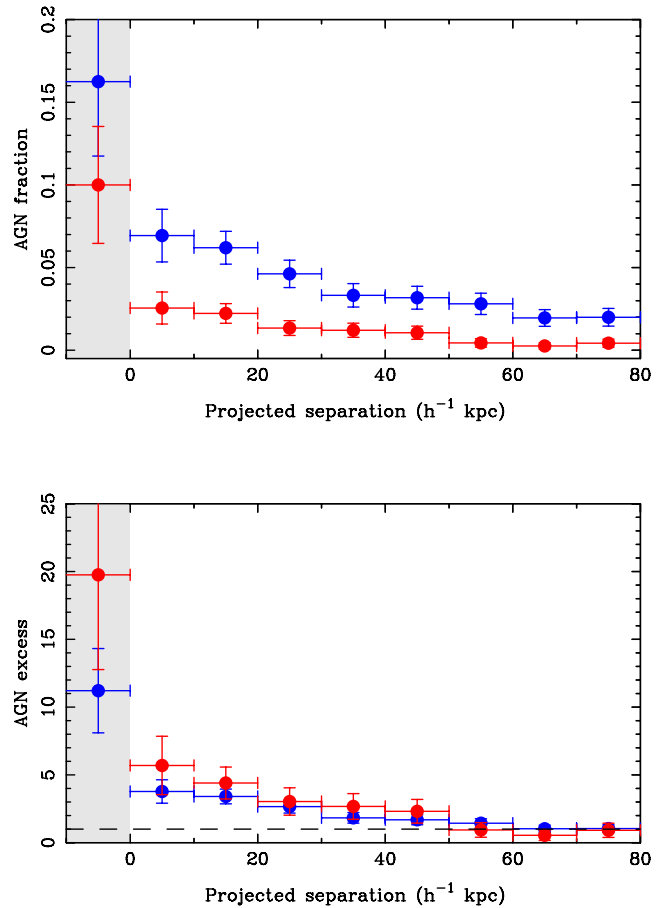 0.2
0.15
0.1
0.05
0
AGN fraction
0 20 40 60 80
Projected separation (h⁻¹ kpc)
25
20
15
10
5
0
AGN excess
0 20 40 60 80
Projected separation (h⁻¹ kpc)